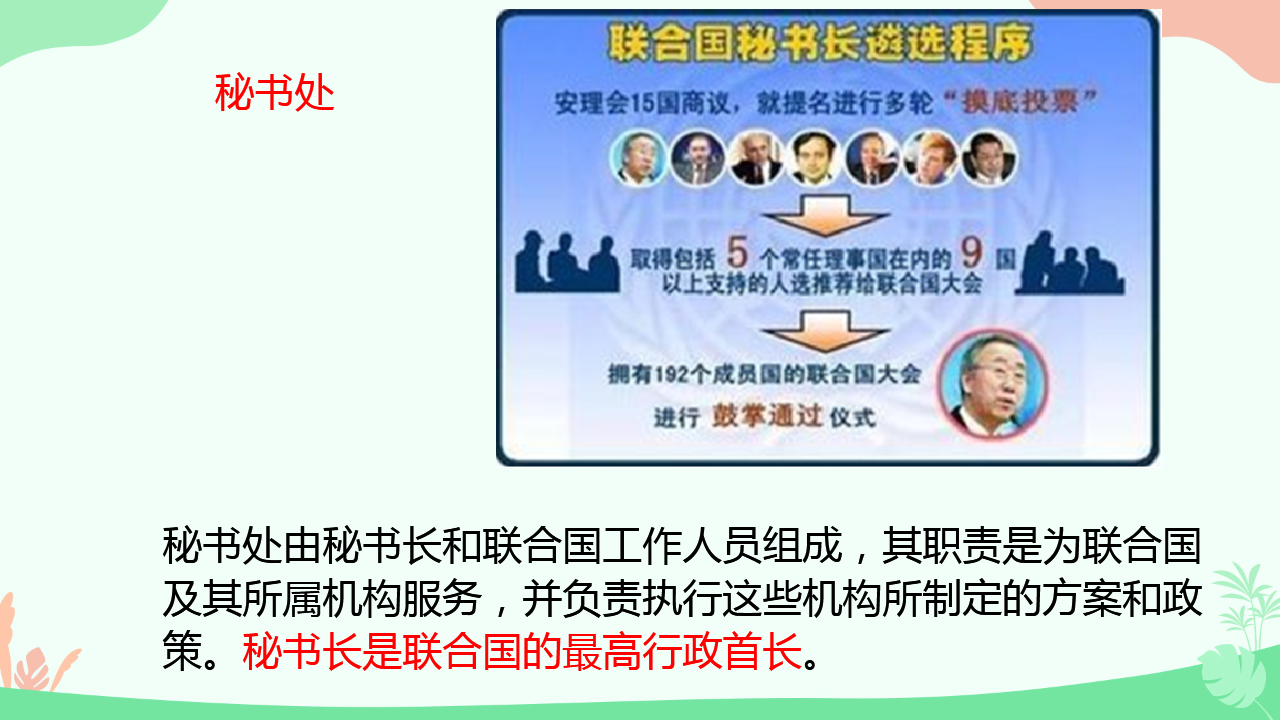 秘书处
联合国秘书长遴选程序
安理会15国商议，就提名进行多轮“摸底投票”
取得包括 5 个常任理事国在内的 9 国
以上支持的人选推荐给联合国大会
拥有192个成员国的联合国大会
进行 鼓掌通过 仪式
秘书处由秘书长和联合国工作人员组成，其职责是为联合国
及其所属机构服务，并负责执行这些机构所制定的方案和政
策。秘书长是联合国的最高行政首长。